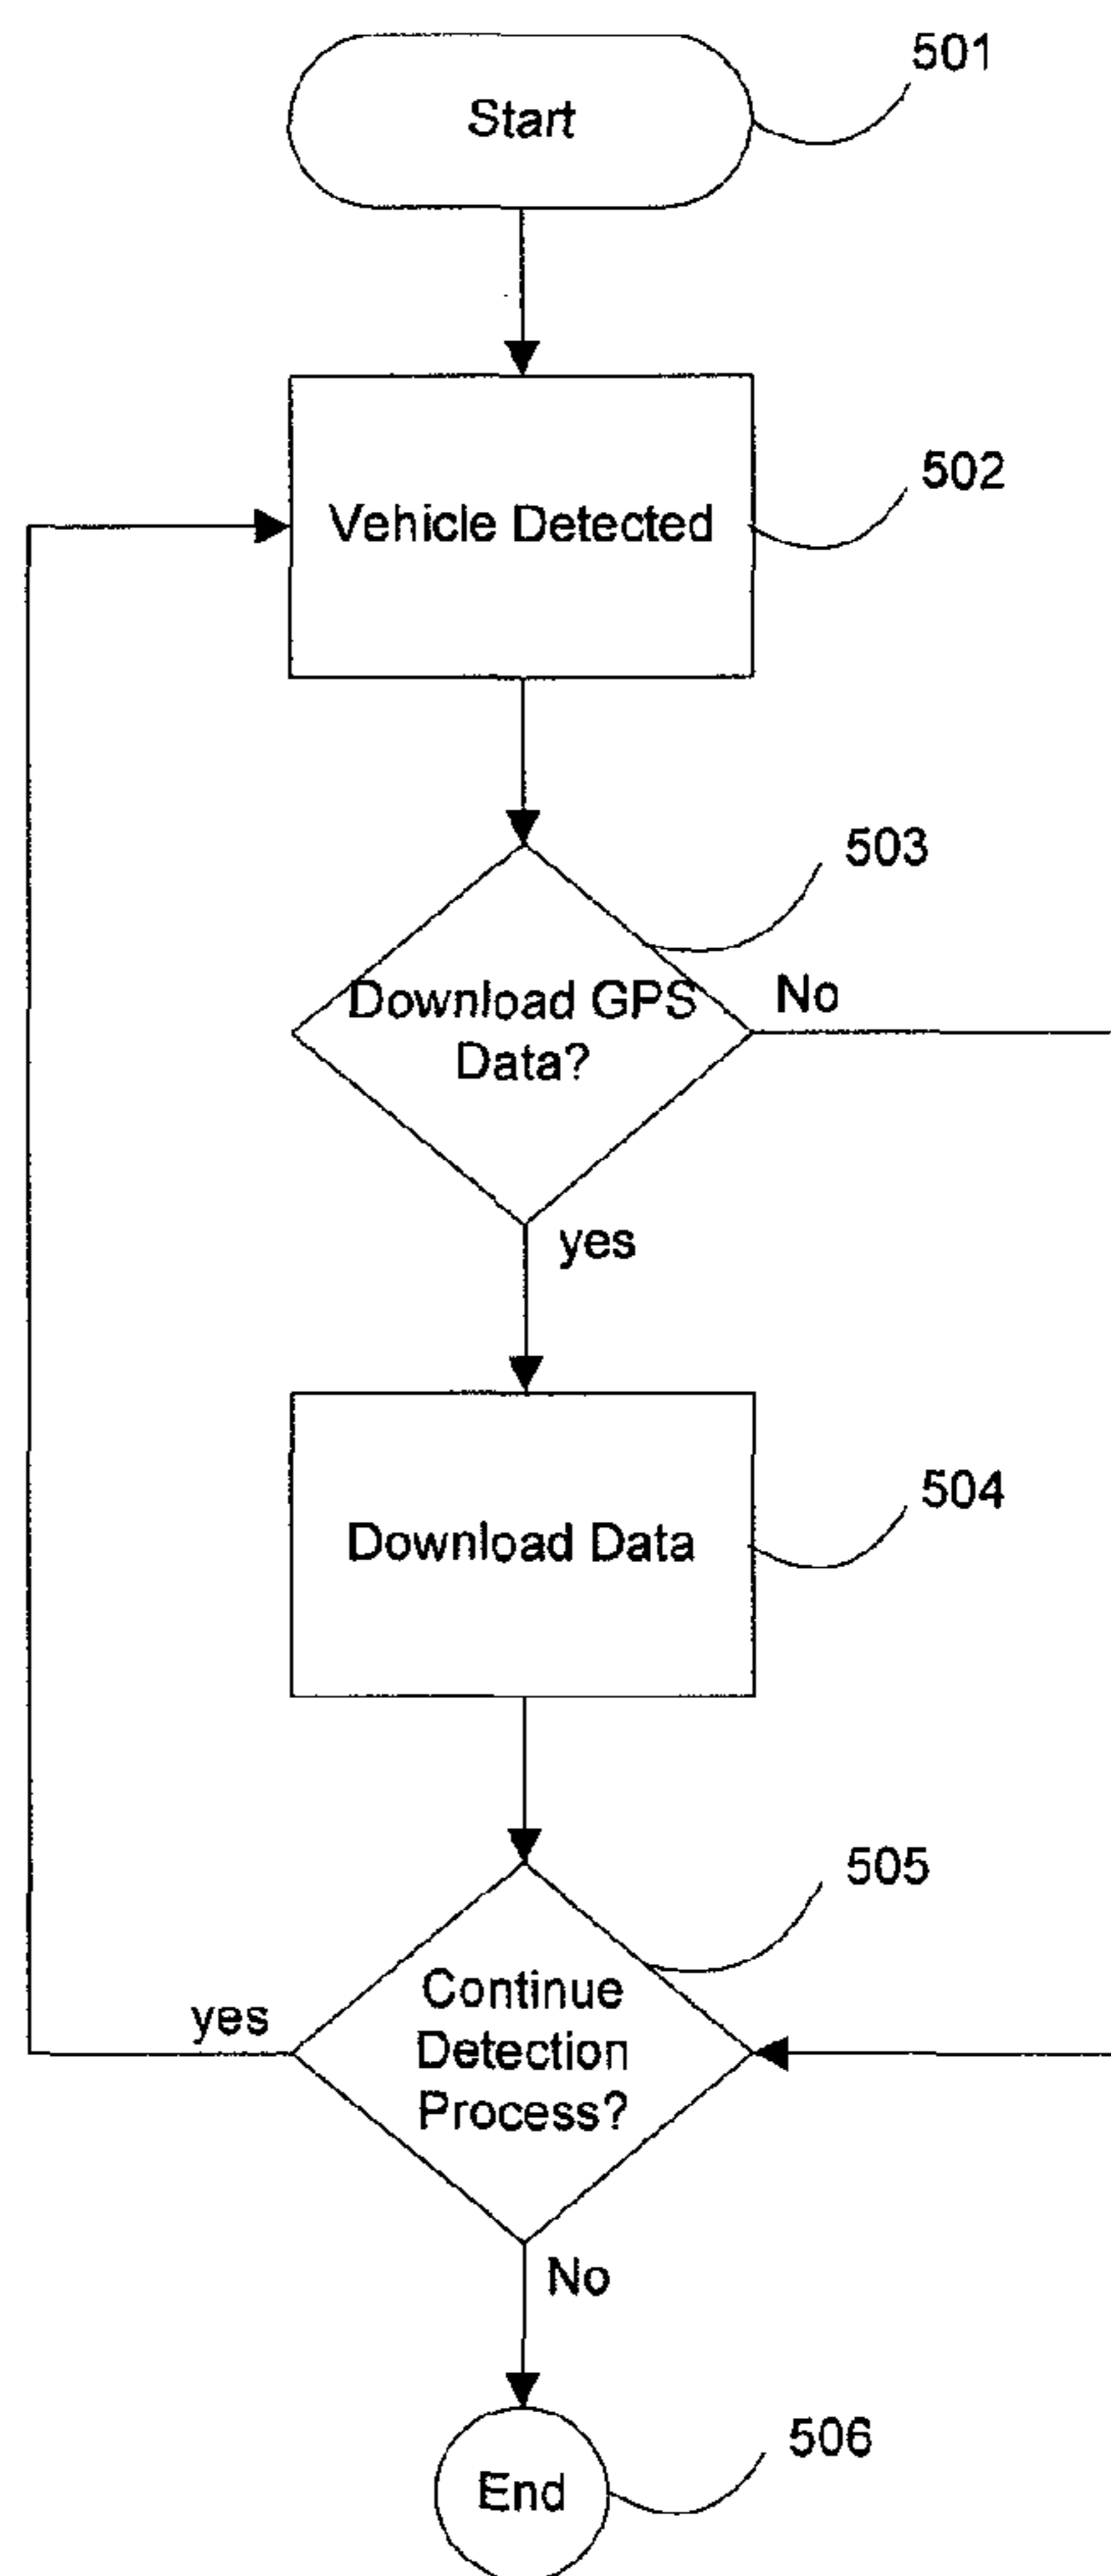 501
Start
502
Vehicle Detected
503
Download GPS
Data?
No
yes
504
Download Data
505
Continue
Detection
Process?
yes
No
506
End